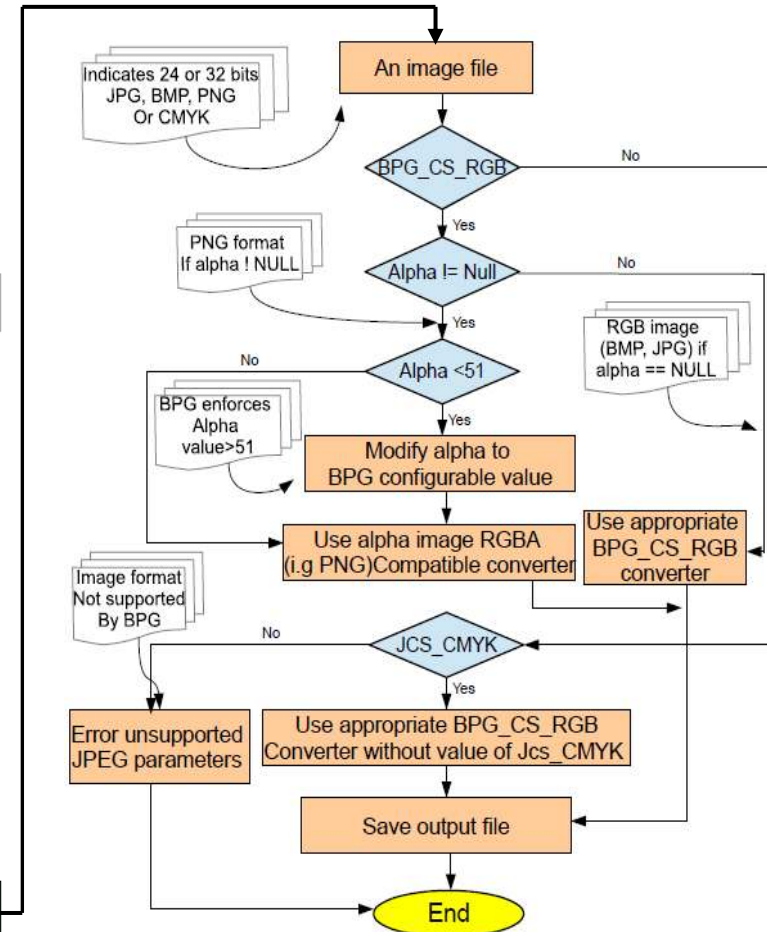 An image file
Indicates 24 or 32 bits
JPG, BMP, PNG
Or CMYK
BPG_CS_RGB
No
Yes
PNG format
If alpha ! NULL
Alpha != Null
No
Yes
RGB image
(BMP, JPG) if
alpha == NULL
Alpha <51
No
Yes
BPG enforces
Alpha
value>51
Modify alpha to
BPG configurable value
Use alpha image RGBA
(i.g PNG)Compatible converter
Use appropriate
BPG_CS_RGB
converter
Image format
Not supported
By BPG
JCS_CMYK
No
Yes
Error unsupported
JPEG parameters
Use appropriate BPG_CS_RGB
Converter without value of Jcs_CMYK
Save output file
End